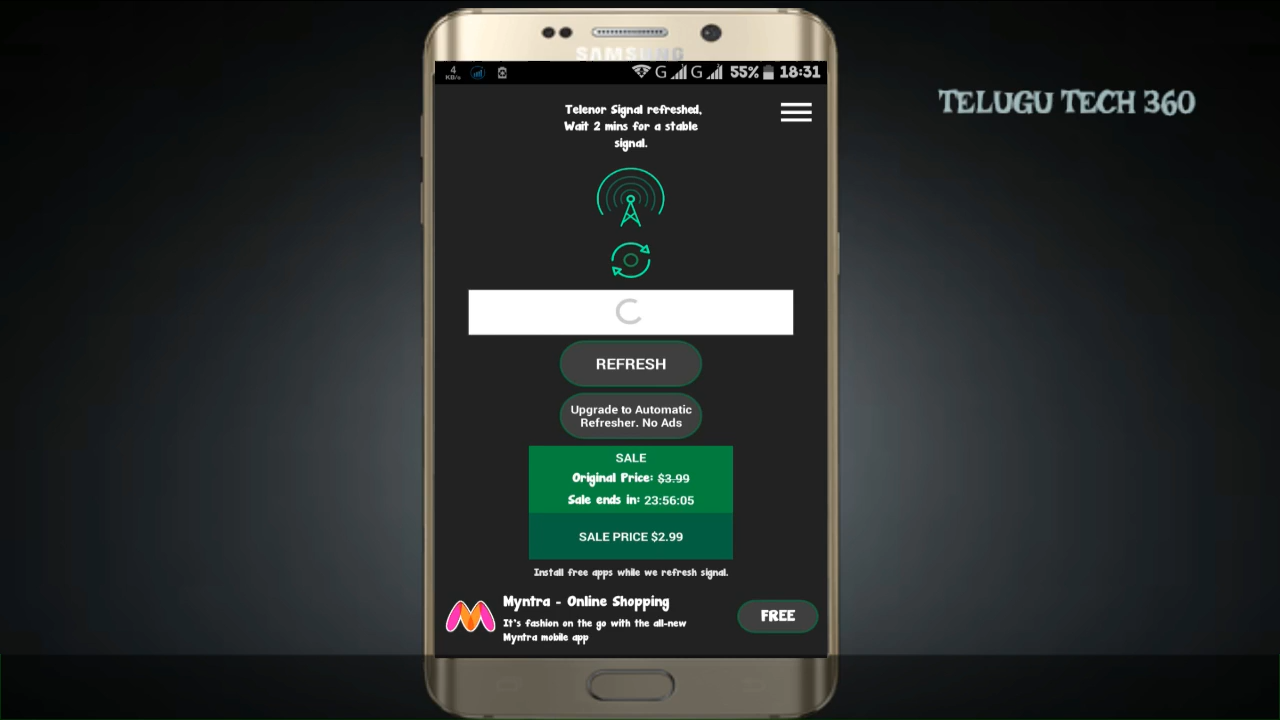 SAMSUNG
4
KB/s
G
G
55%
18:31
TELUGU TECH 360
Telenor Signal refreshed,
Wait 2 mins for a stable
signal.
REFRESH
Upgrade to Automatic
Refresher. No Ads
SALE
Original Price: $3.99
Sale ends in: 23:56:05
SALE PRICE $2.99
Install free apps while we refresh signal.
Myntra - Online Shopping
It's fashion on the go with the all-new
Myntra mobile app
FREE